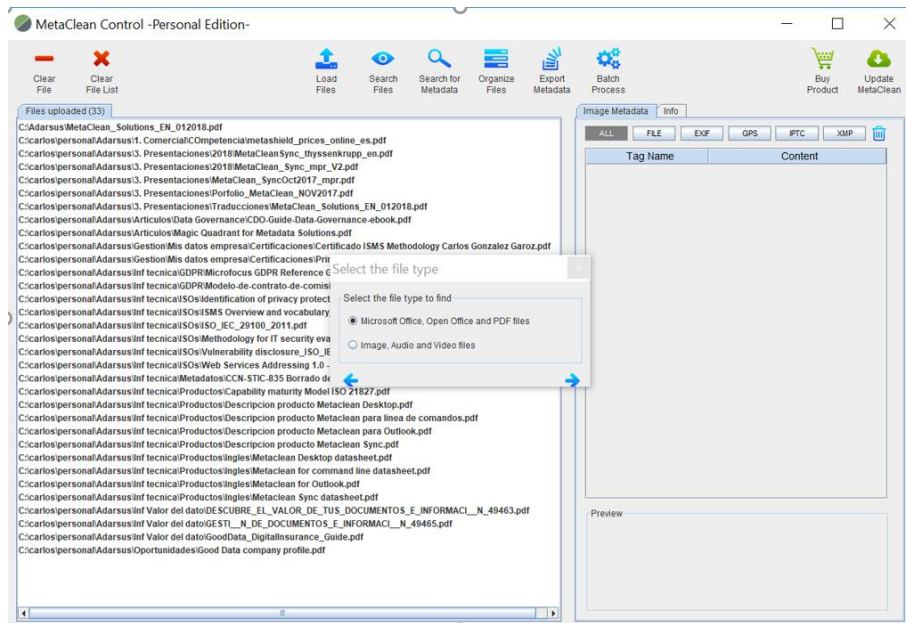 MetaClean Control -Personal Edition-
Clear File
Clear File List
Load Files
Search Files
Search for Metadata
Organize Files
Export Metadata
Batch Process
Buy Product
Update MetaClean
Files uploaded (33)
C:\Adarsus\MetaClean_Solutions_EN_012018.pdf
C:\carlos\personal\Adarsus\1. Comercial\COmpetencia\metashield_prices_online_es.pdf
C:\carlos\personal\Adarsus\3. Presentaciones\2018\MetaCleanSync_thyssenkrupp_en.pdf
C:\carlos\personal\Adarsus\3. Presentaciones\2018\MetaClean_Sync_mpr_V2.pdf
C:\carlos\personal\Adarsus\3. Presentaciones\MetaClean_SyncOct2017_mpr.pdf
C:\carlos\personal\Adarsus\3. Presentaciones\Porfolio_MetaClean_NOV2017.pdf
C:\carlos\personal\Adarsus\3. Presentaciones\Traducciones\MetaClean_Solutions_EN_012018.pdf
C:\carlos\personal\Adarsus\Articulos\Data Governance\CDO-Guide-Data-Governance-ebook.pdf
C:\carlos\personal\Adarsus\Articulos\Magic Quadrant for Metadata Solutions.pdf
C:\carlos\personal\Adarsus\Gestion\Mis datos empresa\Certificaciones\Certificado ISMS Methodology Carlos Gonzalez Garoz.pdf
C:\carlos\personal\Adarsus\Gestion\Mis datos empresa\Certificaciones\Prin
C:\carlos\personal\Adarsus\Inf tecnica\GDPR\Microfocus GDPR Reference G
C:\carlos\personal\Adarsus\Inf tecnica\GDPR\Modelo-de-contrato-de-comisi
C:\carlos\personal\Adarsus\Inf tecnica\ISOs\Identification of privacy protect
C:\carlos\personal\Adarsus\Inf tecnica\ISOs\ISMS Overview and vocabulary
C:\carlos\personal\Adarsus\Inf tecnica\ISOs\ISO_IEC_29100_2011.pdf
C:\carlos\personal\Adarsus\Inf tecnica\ISOs\Methodology for IT security eva
C:\carlos\personal\Adarsus\Inf tecnica\ISOs\Vulnerability disclosure_ISO_IE
C:\carlos\personal\Adarsus\Inf tecnica\ISOs\Web Services Addressing 1.0 -
C:\carlos\personal\Adarsus\Inf tecnica\Metadatos\CCN-STIC-835 Borrado de
C:\carlos\personal\Adarsus\Inf tecnica\Productos\Capability maturity Model ISO 21827.pdf
C:\carlos\personal\Adarsus\Inf tecnica\Productos\Descripcion producto Metaclean Desktop.pdf
C:\carlos\personal\Adarsus\Inf tecnica\Productos\Descripcion producto Metaclean para linea de comandos.pdf
C:\carlos\personal\Adarsus\Inf tecnica\Productos\Descripcion producto Metaclean para Outlook.pdf
C:\carlos\personal\Adarsus\Inf tecnica\Productos\Descripcion producto Metaclean Sync.pdf
C:\carlos\personal\Adarsus\Inf tecnica\Productos\Ingles\Metaclean Desktop datasheet.pdf
C:\carlos\personal\Adarsus\Inf tecnica\Productos\Ingles\Metaclean for command line datasheet.pdf
C:\carlos\personal\Adarsus\Inf tecnica\Productos\Ingles\Metaclean for Outlook.pdf
C:\carlos\personal\Adarsus\Inf tecnica\Productos\Ingles\Metaclean Sync datasheet.pdf
C:\carlos\personal\Adarsus\Inf Valor del dato\DESCUBRE_EL_VALOR_DE_TUS_DOCUMENTOS_E_INFORMACI__N_49463.pdf
C:\carlos\personal\Adarsus\Inf Valor del dato\GESTI__N_DE_DOCUMENTOS_E_INFORMACI__N_49465.pdf
C:\carlos\personal\Adarsus\Inf Valor del dato\GoodData_DigitalInsurance_Guide.pdf
C:\carlos\personal\Adarsus\Oportunidades\Good Data company profile.pdf
Select the file type
Select the file type to find
Microsoft Office, Open Office and PDF files
Image, Audio and Video files
Image Metadata Info
ALL FILE EXIF GPS IPTC XMP
Tag Name Content
Preview